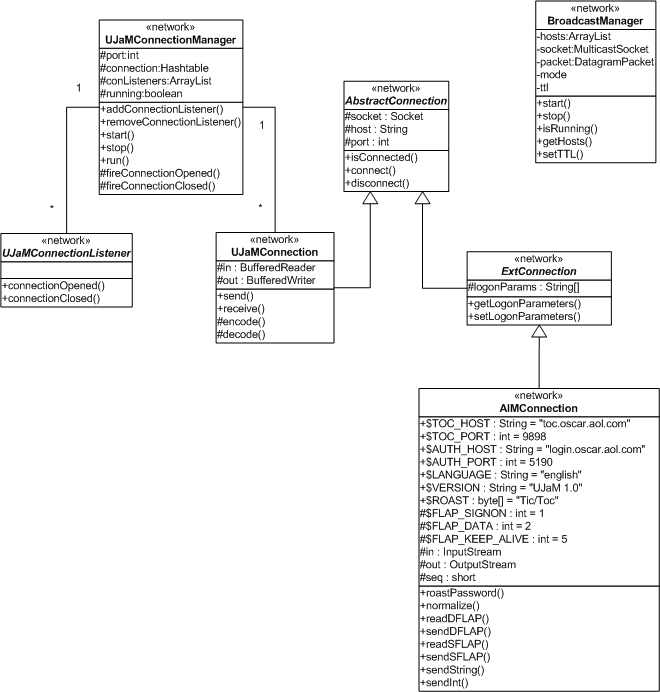 «network»
UJaMConnectionManager
#port:int
#connection:Hashtable
#conListeners:ArrayList
#running:boolean
+addConnectionListener()
+removeConnectionListener()
+start()
+stop()
+run()
#fireConnectionOpened()
#fireConnectionClosed()
1
1
*
*
«network»
UJaMConnectionListener
+connectionOpened()
+connectionClosed()
«network»
UJaMConnection
#in : BufferedReader
#out : BufferedWriter
+send()
+receive()
#encode()
#decode()
«network»
AbstractConnection
#socket : Socket
#host : String
#port : int
+isConnected()
+connect()
+disconnect()
«network»
BroadcastManager
-hosts:ArrayList
-socket:MulticastSocket
-packet:DatagramPacket
-mode
-ttl
+start()
+stop()
+isRunning()
+getHosts()
+setTTL()
«network»
ExtConnection
#logonParams : String[]
+getLogonParameters()
+setLogonParameters()
«network»
AIMConnection
+$TOC_HOST : String = "toc.oscar.aol.com"
+$TOC_PORT : int = 9898
+$AUTH_HOST : String = "login.oscar.aol.com"
+$AUTH_PORT : int = 5190
+$LANGUAGE : String = "english"
+$VERSION : String = "UJaM 1.0"
+$ROAST : byte[] = "Tic/Toc"
#$FLAP_SIGNON : int = 1
#$FLAP_DATA : int = 2
#$FLAP_KEEP_ALIVE : int = 5
#in : InputStream
#out : OutputStream
#seq : short
+roastPassword()
+normalize()
+readDFLAP()
+sendDFLAP()
+readSFLAP()
+sendSFLAP()
+sendString()
+sendInt()